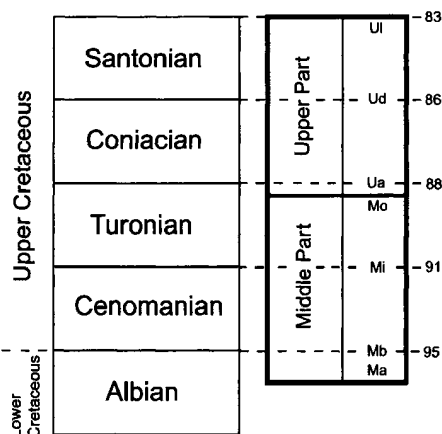 Upper Cretaceous
Lower
Cretaceous
Santonian
Coniacian
Turonian
Cenomanian
Albian
Upper Part
Middle Part
Ul
Ud
Ua
Mo
Mi
Mb
Ma
83
86
88
91
95